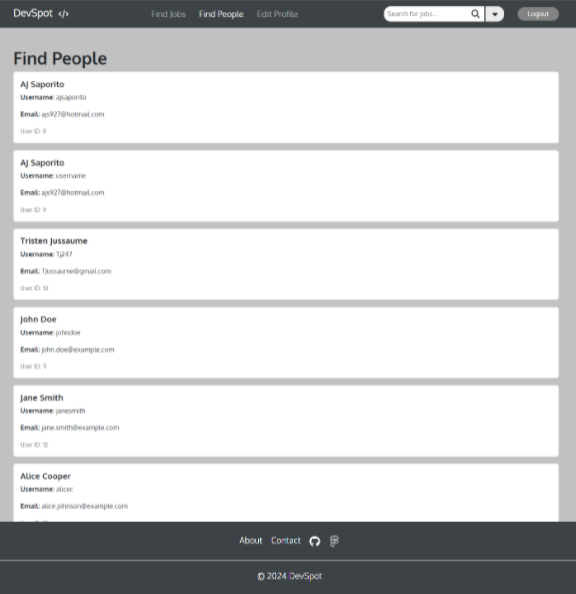 DevSpot </>
Find Jobs Find People Edit Profile
Search for jobs...
Logout
Find People
AJ Saporito
Username: ajsaporito
Email: ajs927@hotmail.com
User ID: 8
AJ Saporito
Username: username
Email: ajs927@hotmail.com
User ID: 9
Tristen Jussaume
Username: Tj247
Email: TJussaume@gmail.com
User ID: 10
John Doe
Username: johndoe
Email: john.doe@example.com
User ID: 11
Jane Smith
Username: janesmith
Email: jane.smith@example.com
User ID: 12
Alice Cooper
Username: alicec
Email: alice.johnson@example.com
About Contact
© 2024 DevSpot